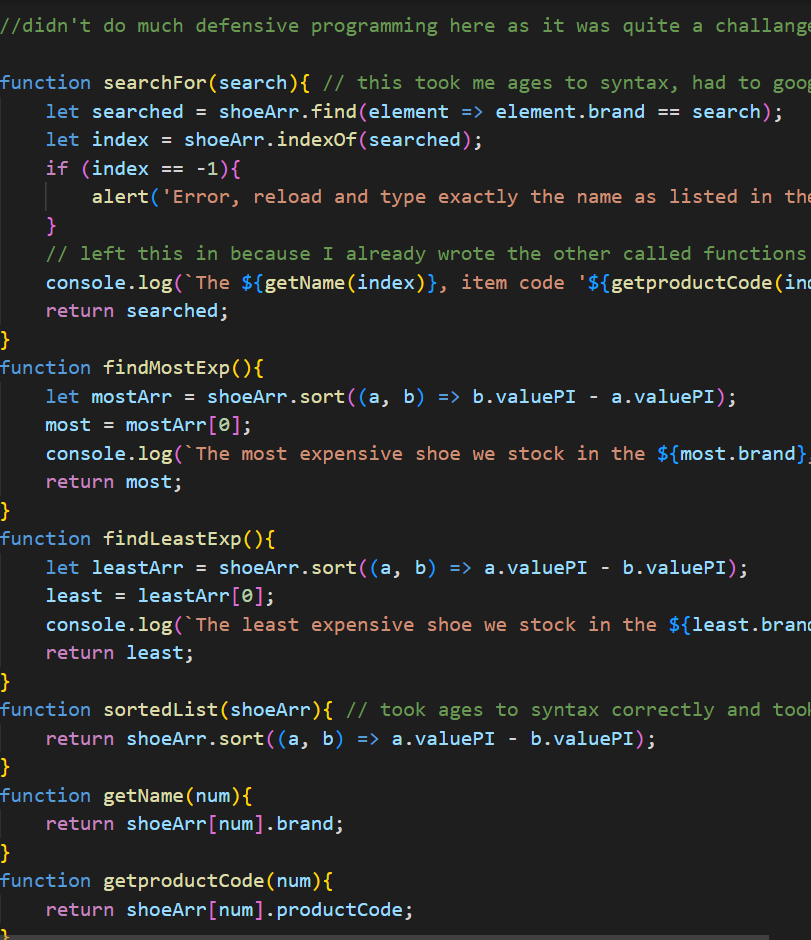 //didn't do much defensive programming here as it was quite a challange
function searchFor(search){ // this took me ages to syntax, had to
    let searched = shoeArr.find(element => element.brand == search);
    let index = shoeArr.indexOf(searched);
    if (index == -1){
        alert('Error, reload and type exactly the name as listed in
    }
    // left this in because I already wrote the other called functions
    console.log(`The ${getName(index)}, item code '${getproductCode(
    return searched;
}
function findMostExp(){
    let mostArr = shoeArr.sort((a, b) => b.valuePI - a.valuePI);
    most = mostArr[0];
    console.log(`The most expensive shoe we stock in the ${most.brand}
    return most;
}
function findLeastExp(){
    let leastArr = shoeArr.sort((a, b) => a.valuePI - b.valuePI);
    least = leastArr[0];
    console.log(`The least expensive shoe we stock in the ${least.
    return least;
}
function sortedList(shoeArr){ // took ages to syntax correctly and
    return shoeArr.sort((a, b) => a.valuePI - b.valuePI);
}
function getName(num){
    return shoeArr[num].brand;
}
function getproductCode(num){
    return shoeArr[num].productCode;
}